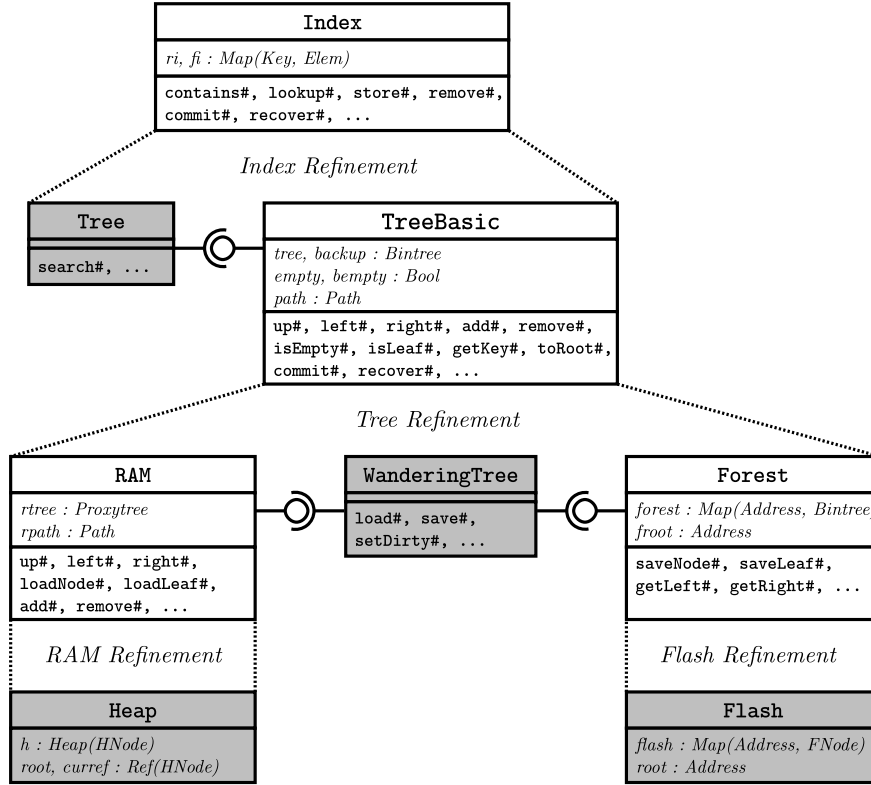 Index
ri, fi : Map(Key, Elem)
contains#, lookup#, store#, remove#,
commit#, recover#, ...
Index Refinement
Tree
search#, ...
TreeBasic
tree, backup : Bintree
empty, bempty : Bool
path : Path
up#, left#, right#, add#, remove#,
isEmpty#, isLeaf#, getKey#, toRoot#,
commit#, recover#, ...
Tree Refinement
RAM
rtree : Proxytree
rpath : Path
up#, left#, right#,
loadNode#, loadLeaf#,
add#, remove#, ...
WanderingTree
load#, save#,
setDirty#, ...
Forest
forest : Map(Address, Bintree)
froot : Address
saveNode#, saveLeaf#,
getLeft#, getRight#, ...
RAM Refinement
Flash Refinement
Heap
h : Heap(HNode)
root, curref : Ref(HNode)
Flash
flash : Map(Address, FNode)
root : Address